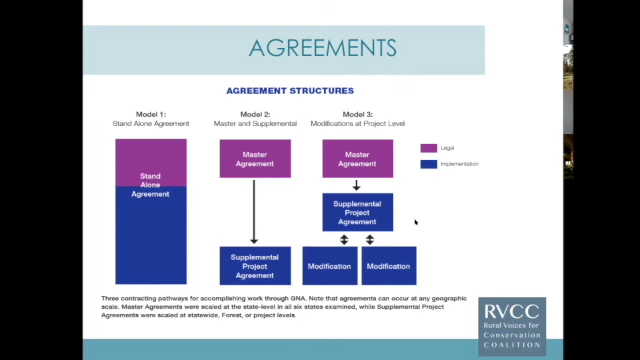 AGREEMENTS
AGREEMENT STRUCTURES
Model 1:
Stand Alone Agreement
Model 2:
Master and Supplemental
Model 3:
Modifications at Project Level
Stand
Alone
Agreement
Master
Agreement
Supplemental
Project
Agreement
Master
Agreement
Supplemental
Project
Agreement
Modification
Modification
Legal
Implementation
Three contracting pathways for accomplishing work through GNA. Note that agreements can occur at any geographic
scale. Master Agreements were scaled at the state-level in all six states examined, while Supplemental Project
Agreements were scaled at statewide, Forest, or project levels.
RVCC
Rural Voices for
Conservation
COALITION